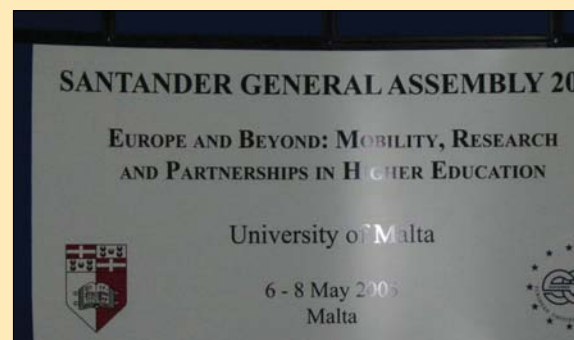 SANTANDER GENERAL ASSEMBLY 20
EUROPE AND BEYOND: MOBILITY, RESEARCH
AND PARTNERSHIPS IN HIGHER EDUCATION
University of Malta
6 - 8 May
Malta